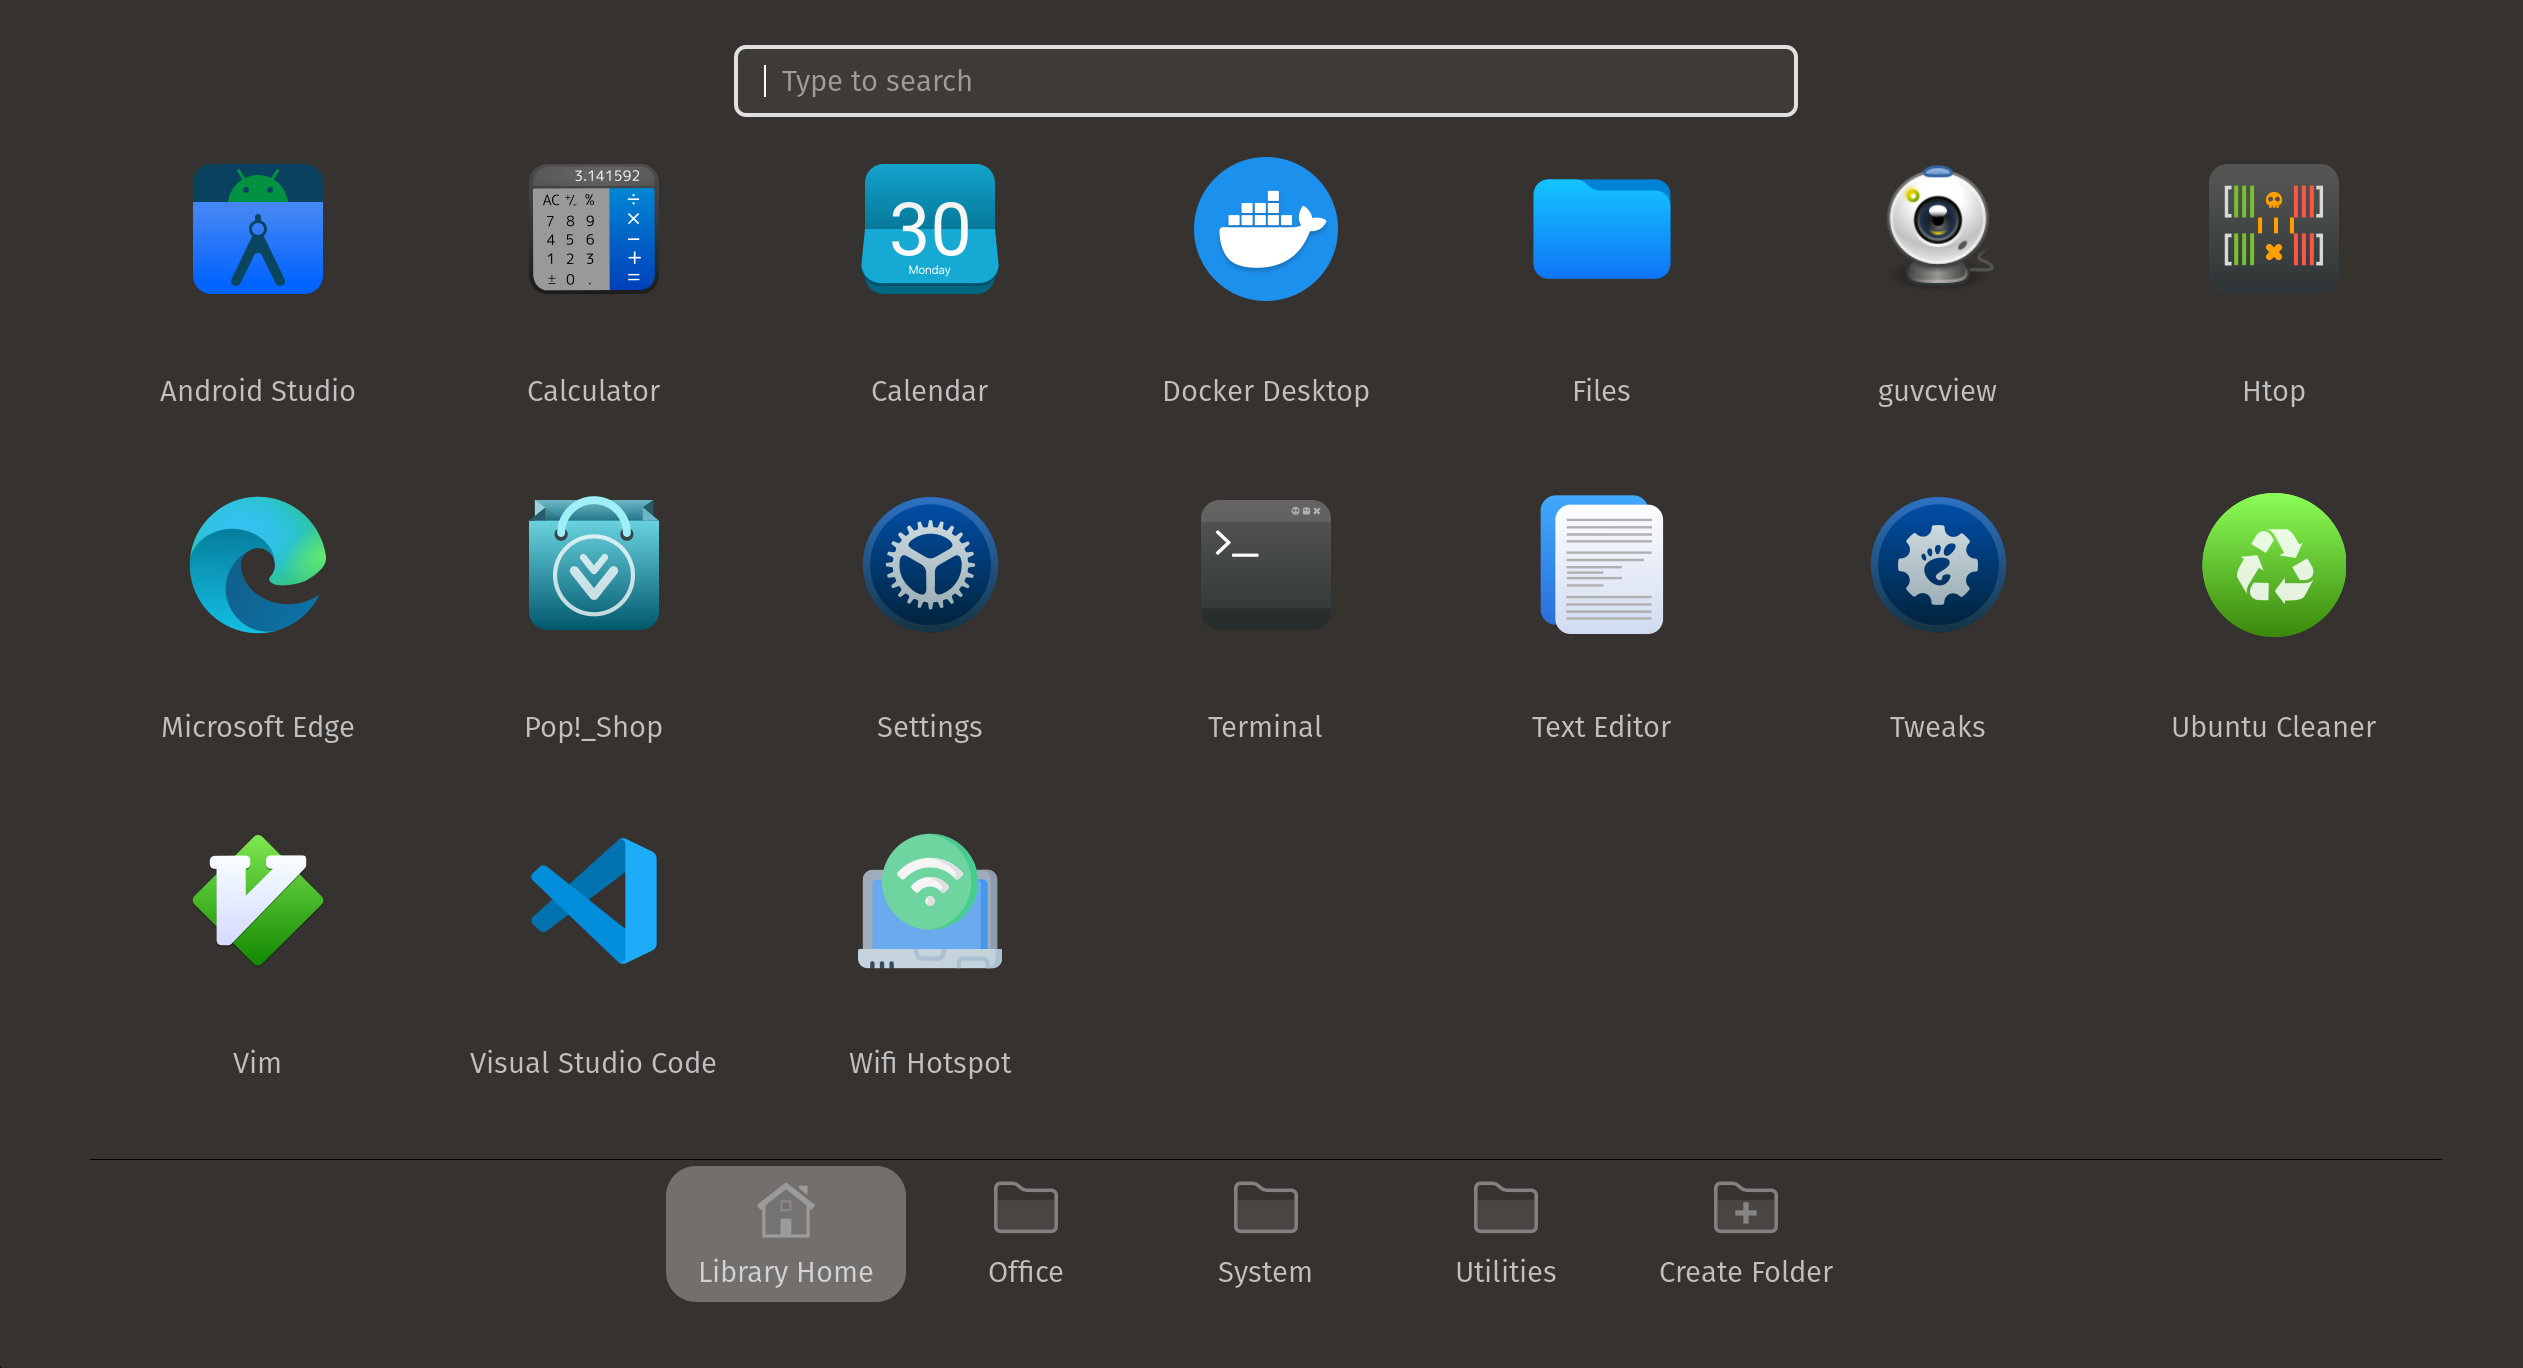 Type to search
3.141592
AC +/_ % ÷
7 8 9 ×
4 5 6 −
1 2 3 +
± 0 . =
30
Monday
Android Studio
Calculator
Calendar
Docker Desktop
Files
guvcview
Htop
>_
Microsoft Edge
Pop!_Shop
Settings
Terminal
Text Editor
Tweaks
Ubuntu Cleaner
Vim
Visual Studio Code
Wifi Hotspot
Library Home
Office
System
Utilities
Create Folder